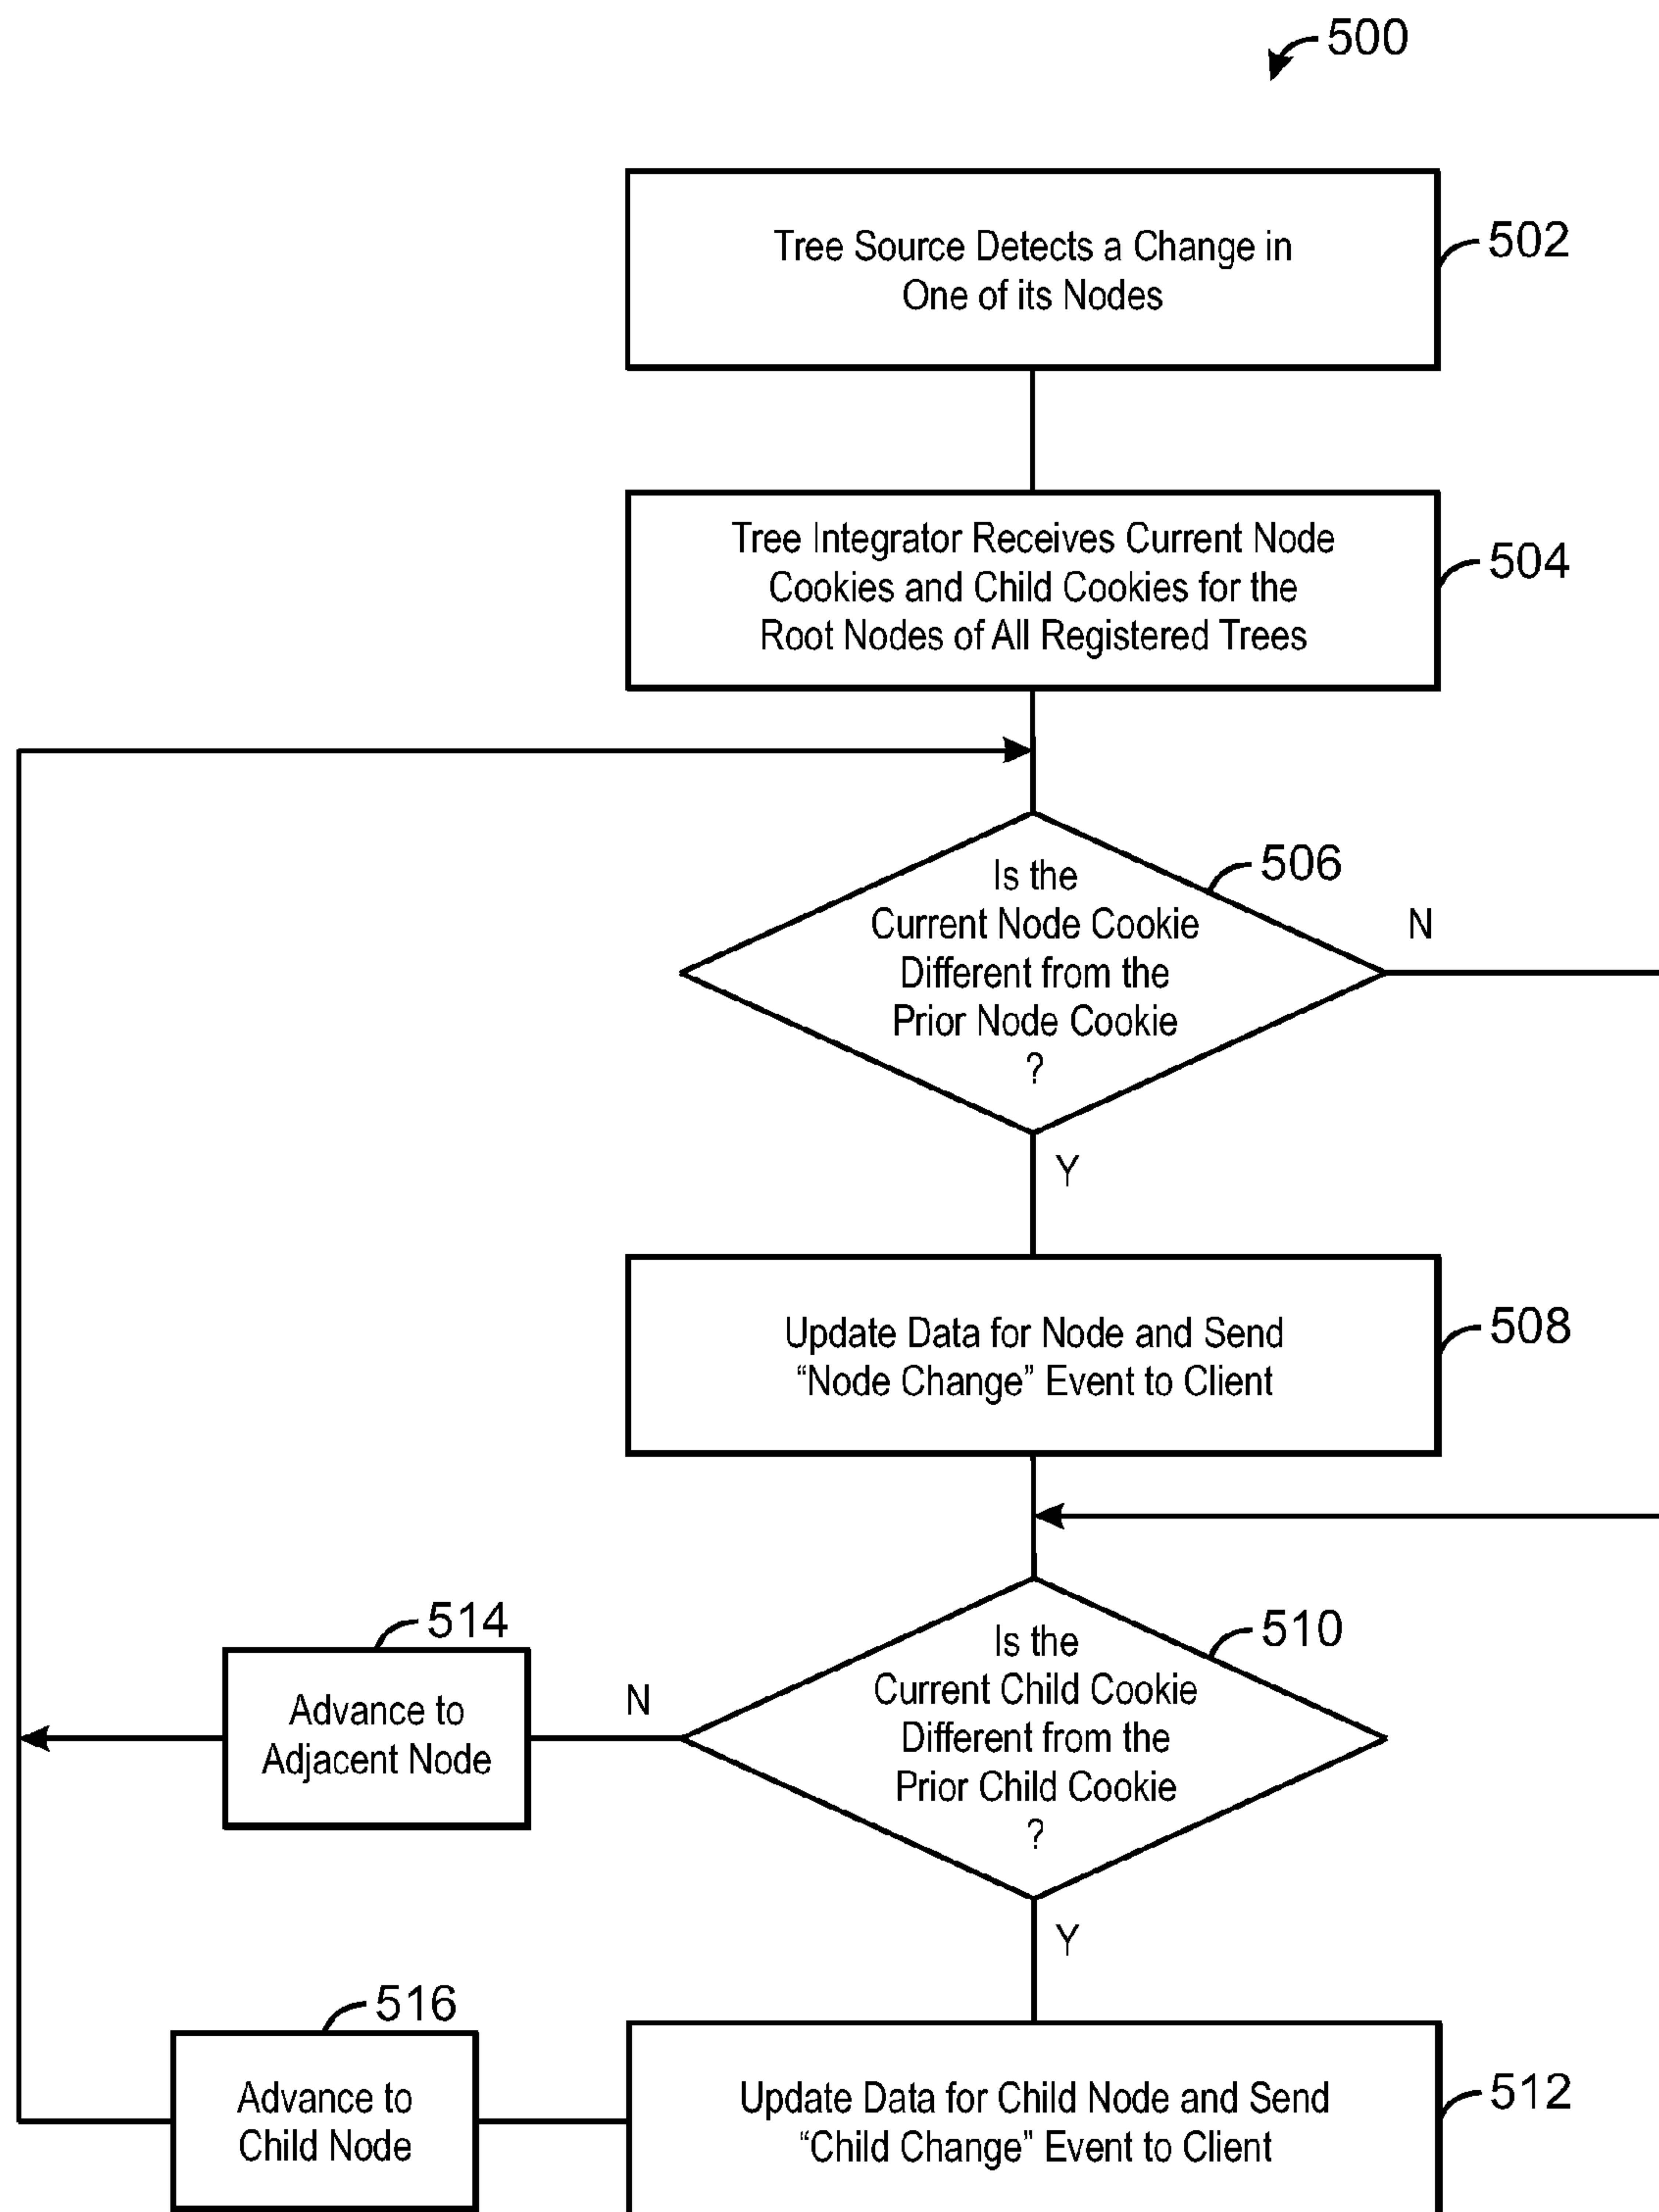 500
Tree Source Detects a Change in
One of its Nodes
502
Tree Integrator Receives Current Node
Cookies and Child Cookies for the
Root Nodes of All Registered Trees
504
Is the
Current Node Cookie
Different from the
Prior Node Cookie
?
506
N
Y
Update Data for Node and Send
“Node Change” Event to Client
508
514
Advance to
Adjacent Node
N
Is the
Current Child Cookie
Different from the
Prior Child Cookie
?
510
Y
516
Advance to
Child Node
Update Data for Child Node and Send
“Child Change” Event to Client
512